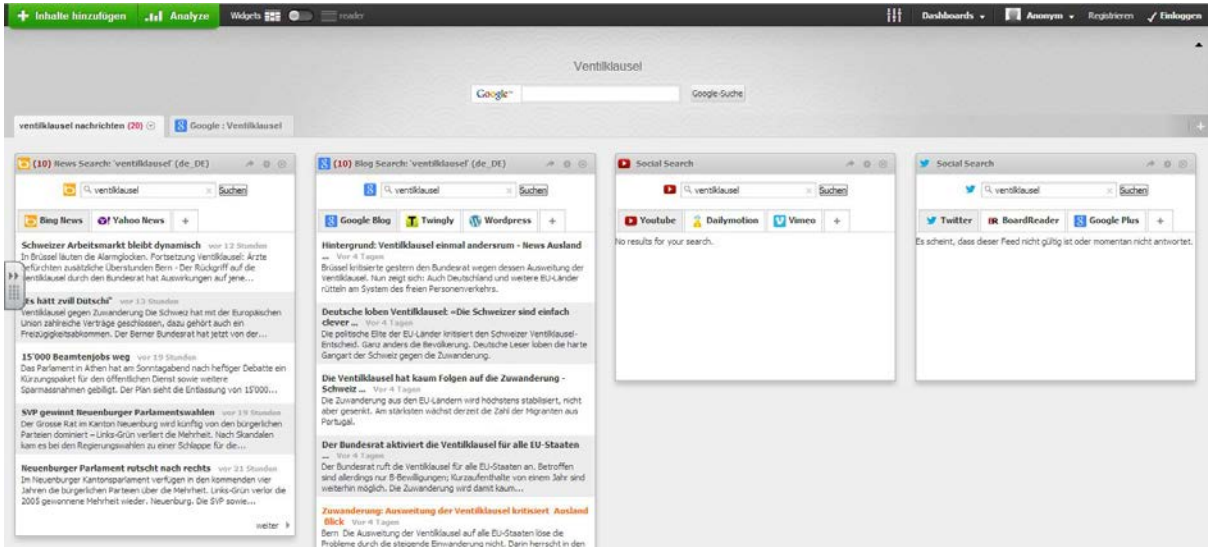 Inhalte hinzufügen Analyze Widgets reader Dashboards Anonym Registrieren Einloggen
Ventilklausel
Google Google-Suche
ventilklausel nachrichten (20) Google : Ventilklausel
(10) News Search: 'ventilklausel' (de_DE)
ventilklausel Suchen
Bing News Yahoo News +
Schweizer Arbeitsmarkt bleibt dynamisch vor 12 Stunden
In Brüssel läuten die Alarmglocken. Fortsetzung Ventilklausel: Ärzte
befürchten zusätzliche Überstunden Bern - Der Rückgriff auf die
Ventilklausel durch den Bundesrat hat Auswirkungen auf jene...
"Es hätt zvill Dütschi" vor 13 Stunden
Ventilklausel gegen Zuwanderung Die Schweiz hat mit der Europäischen
Union zahlreiche Verträge geschlossen, dazu gehört auch ein
Freizügigkeitsabkommen. Der Berner Bundesrat hat jetzt von der...
15'000 Beamtenjobs weg vor 19 Stunden
Das Parlament in Athen hat am Sonntagabend nach heftiger Debatte ein
Kürzungspaket für den öffentlichen Dienst sowie weitere
Sparmassnahmen gebilligt. Der Plan sieht die Entlassung von 15'000...
SVP gewinnt Neuenburger Parlamentswahlen vor 19 Stunden
Der Grosse Rat im Kanton Neuenburg wird künftig von den bürgerlichen
Parteien dominiert – Links-Grün verliert die Mehrheit. Nach Skandalen
kam es bei den Regierungswahlen zu einer Schlappe für die...
Neuenburger Parlament rutscht nach rechts vor 21 Stunden
Im Neuenburger Kantonsparlament verfügen in den kommenden vier
Jahren die bürgerlichen Parteien über die Mehrheit. Links-Grün verlor die
2005 gewonnene Mehrheit wieder. Neuenburg. Die SVP sowie...
weiter
(10) Blog Search: 'ventilklausel' (de_DE)
ventilklausel Suchen
Google Blog Twingly Wordpress +
Hintergrund: Ventilklausel einmal andersrum - News Ausland
... Vor 4 Tagen
Brüssel kritisierte gestern den Bundesrat wegen dessen Ausweitung der
Ventilklausel. Nun zeigt sich: Auch Deutschland und weitere EU-Länder
rütteln am System des freien Personenverkehrs.
Deutsche loben Ventilklausel: «Die Schweizer sind einfach
clever ... Vor 4 Tagen
Die politische Elite der EU-Länder kritisiert den Schweizer Ventilklausel-
Entscheid. Ganz anders die Bevölkerung. Deutsche Leser loben die harte
Gangart der Schweiz gegen die Zuwanderung.
Die Ventilklausel hat kaum Folgen auf die Zuwanderung -
Schweiz ... Vor 4 Tagen
Die Zuwanderung aus den EU-Ländern wird höchstens stabilisiert, nicht
aber gesenkt. Am stärksten wächst derzeit die Zahl der Migranten aus
Portugal.
Der Bundesrat aktiviert die Ventilklausel für alle EU-Staaten
... Vor 4 Tagen
Der Bundesrat ruft die Ventilklausel für alle EU-Staaten an. Betroffen
sind allerdings nur B-Bewilligungen; Kurzaufenthalte von einem Jahr sind
weiterhin möglich. Die Zuwanderung wird damit kaum...
Zuwanderung: Ausweitung der Ventilklausel kritisiert Ausland
Blick Vor 4 Tagen
Bern Die Ausweitung der Ventilklausel auf alle EU-Staaten löse die
Probleme durch die steigende Einwanderung nicht. Darin herrscht in den
Social Search
ventilklausel Suchen
Youtube Dailymotion Vimeo +
No results for your search.
Social Search
ventilklausel Suchen
Twitter BoardReader Google Plus +
Es scheint, dass dieser Feed nicht gültig ist oder momentan nicht antwortet.